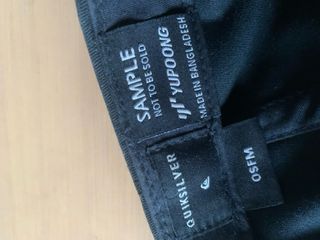 SAMPLE
NOT TO BE SOLD
YUPOONG
MADE IN BANGLADESH
QUIKSILVER
OSFM